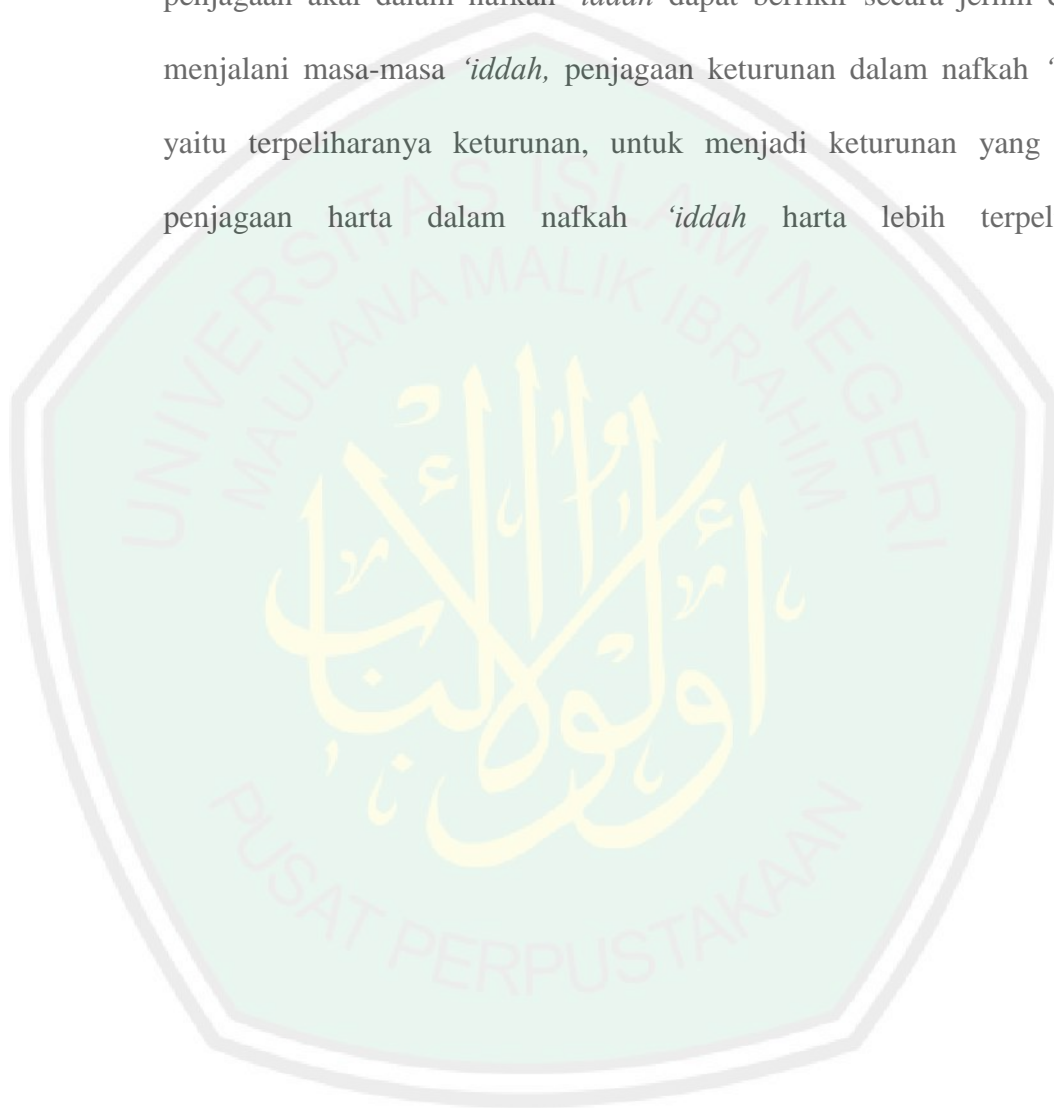 penjagaan akal dalam nafkah ‘iddah dapat berfikir secara jernih
menjalani masa-masa ‘iddah, penjagaan keturunan dalam nafkah ‘
yaitu terpeliharanya keturunan, untuk menjadi keturunan yang
penjagaan harta dalam nafkah ‘iddah harta lebih terpel
UNIVERSITAS ISLAM NEGERI
MAULANA MALIK IBRAHIM
PUSAT PERPUSTAKAAN